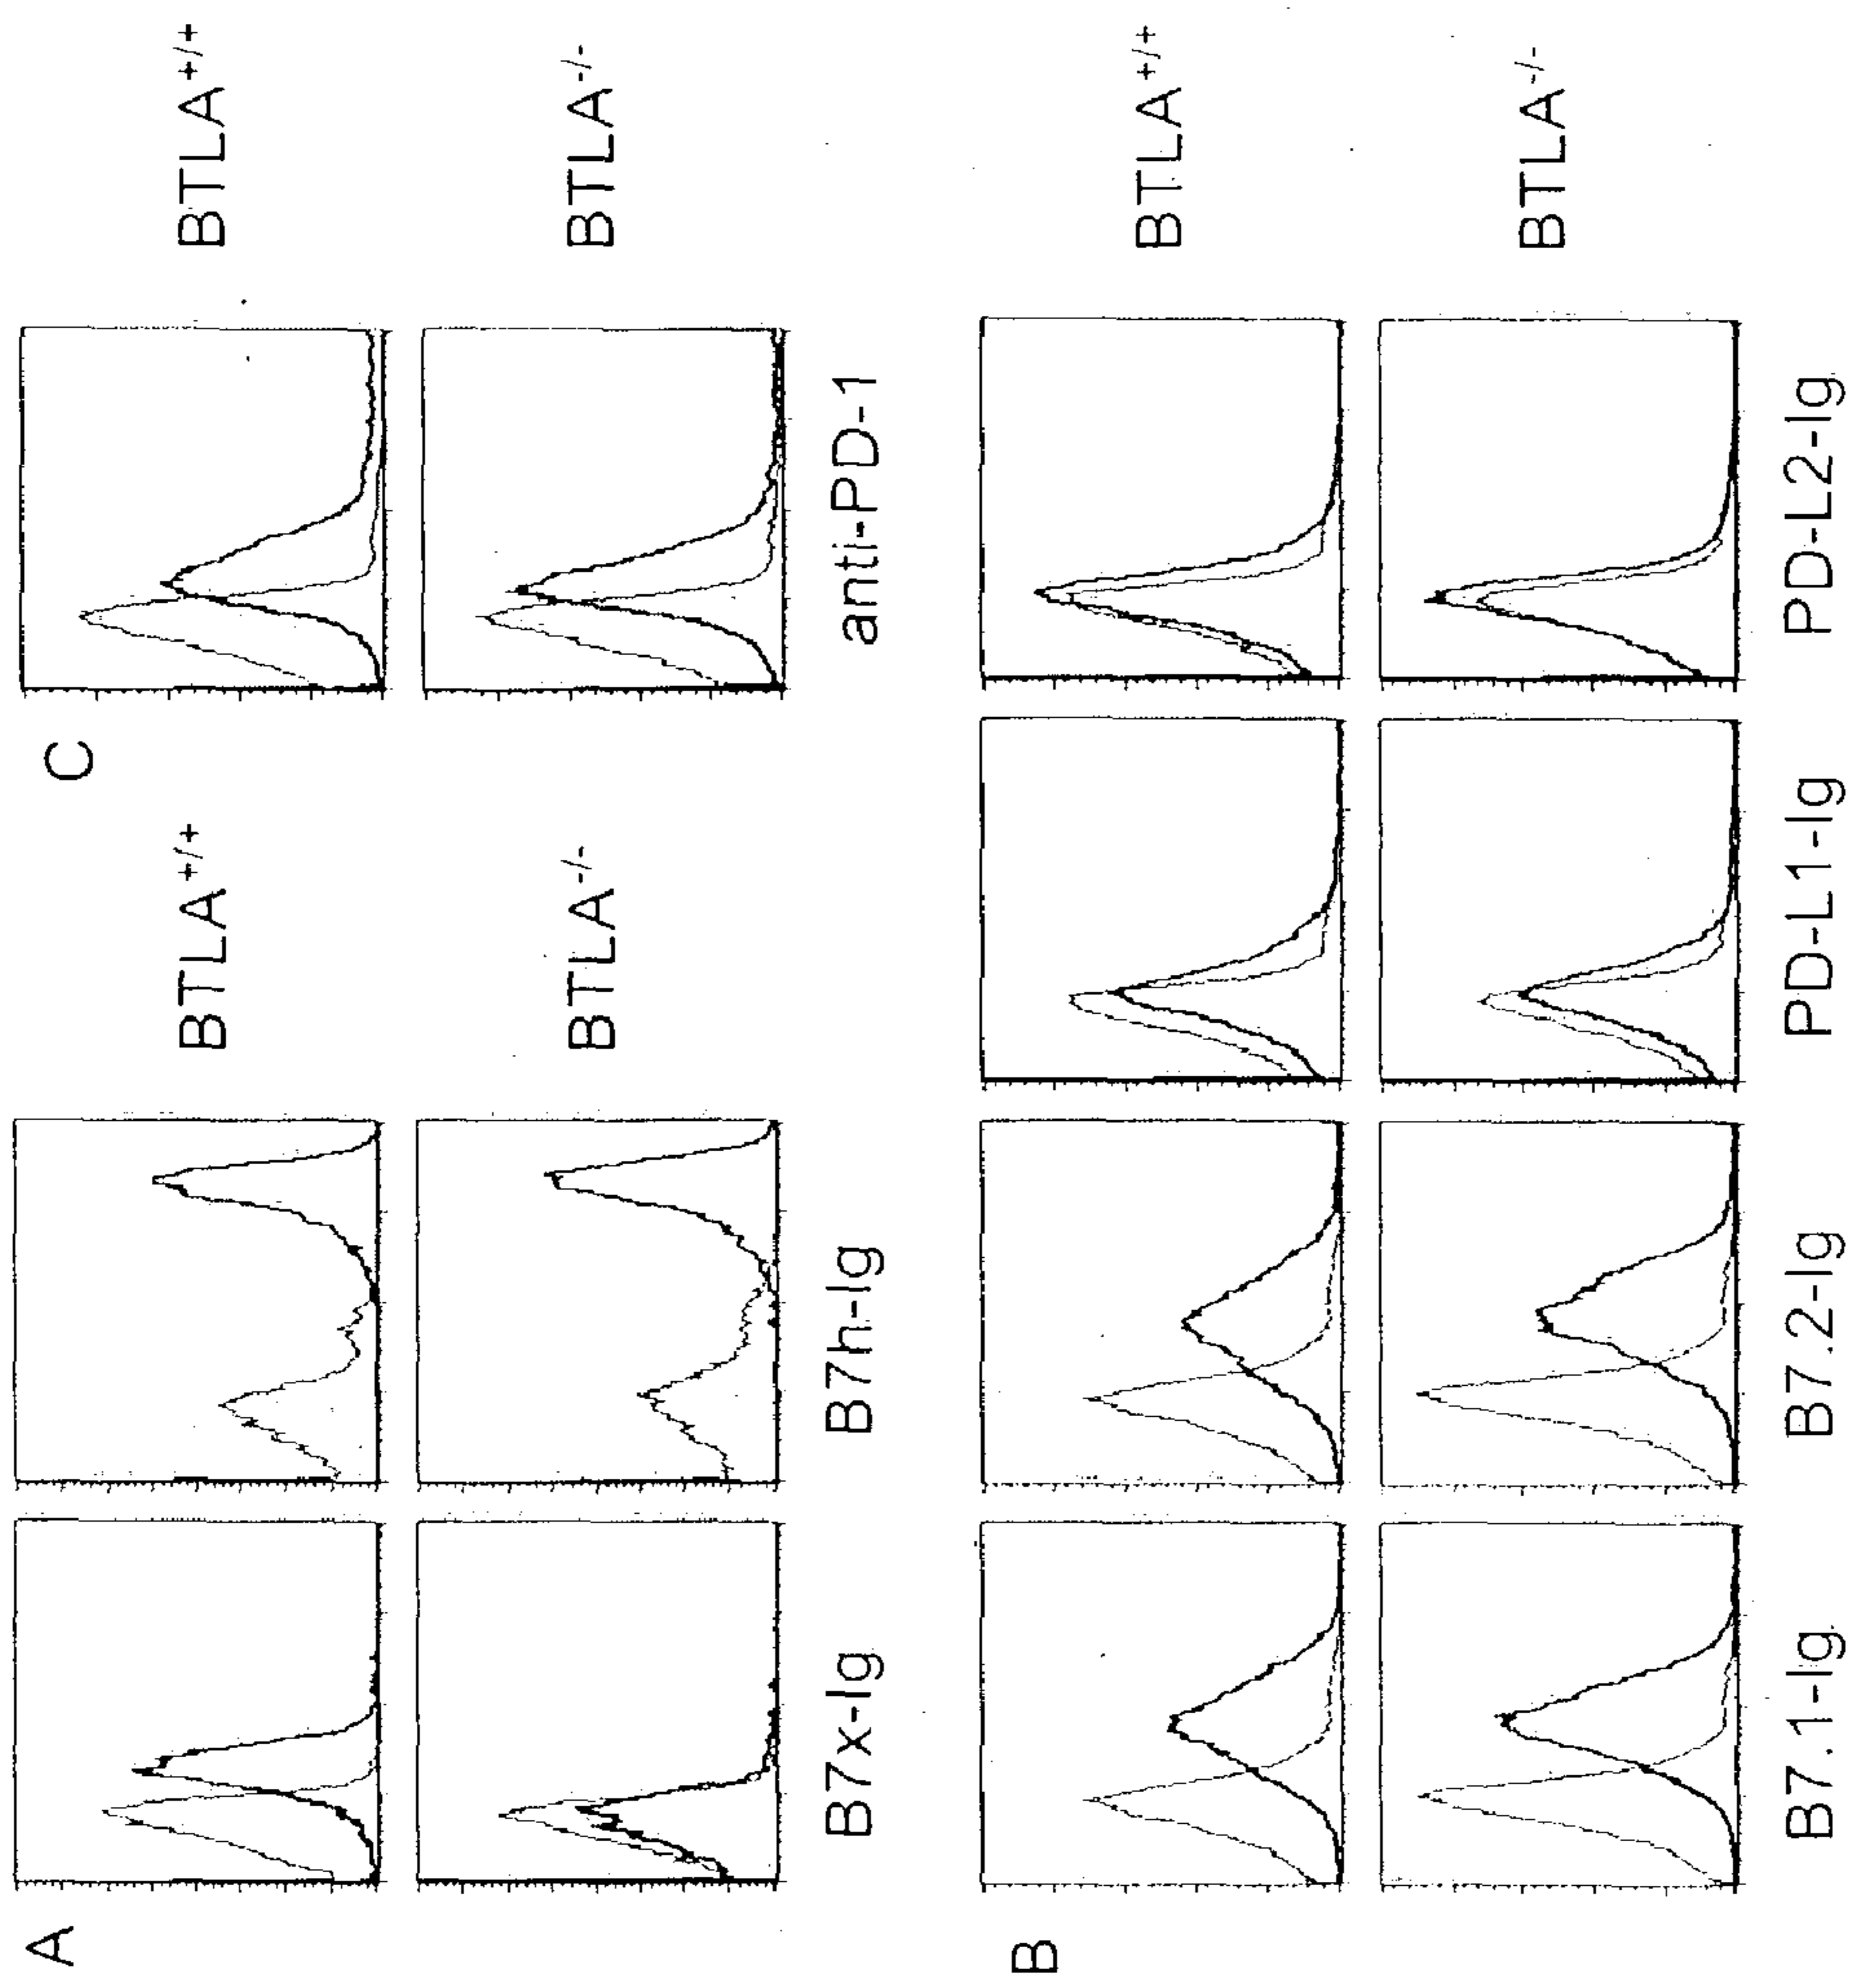 A
BTLA+/+
BTLA-/-
B7x-Ig
B7h-Ig
C
BTLA+/+
BTLA-/-
anti-PD-1
B
BTLA+/+
BTLA-/-
B7.1-Ig
B7.2-Ig
PD-L1-Ig
PD-L2-Ig